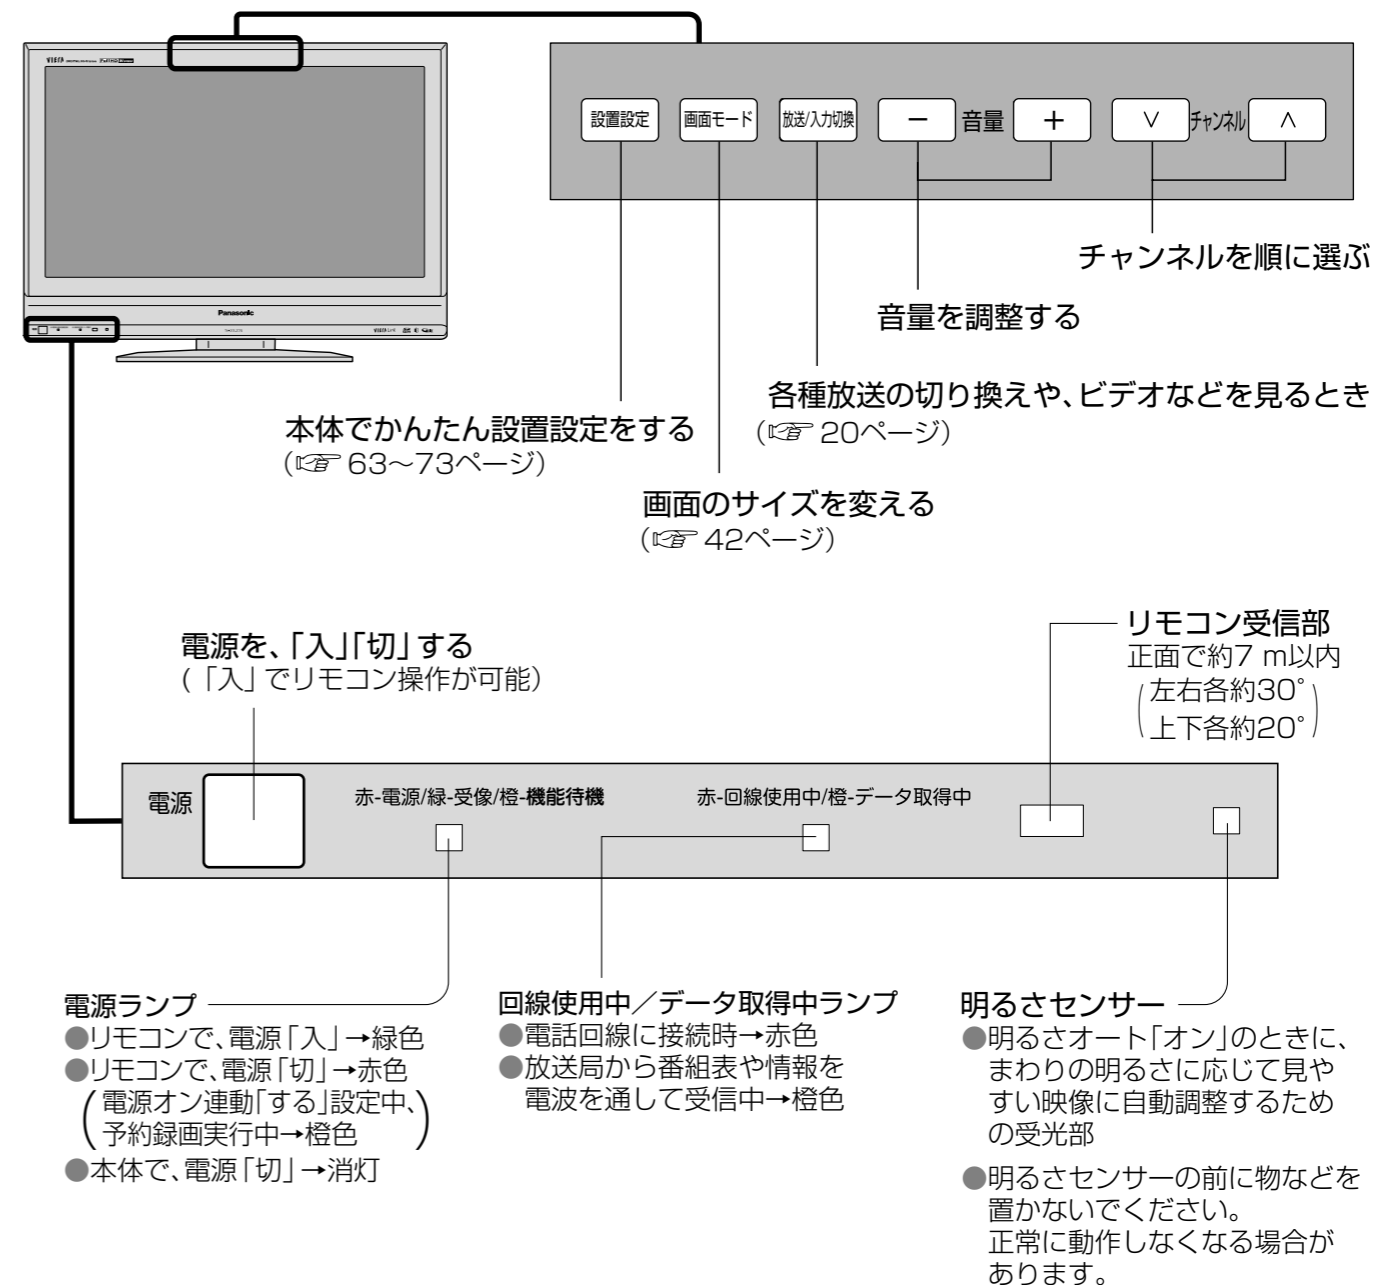 VIERA
Panasonic
VIERA Link
設置設定
画面モード
放送/入力切換
－ 音量 ＋
∨ チャンネル ∧
チャンネルを順に選ぶ
音量を調整する
各種放送の切り換えや、ビデオなどを見るとき
(☞ 20ページ)
本体でかんたん設置設定をする
(☞ 63～73ページ)
画面のサイズを変える
(☞ 42ページ)
電源を、「入」「切」する
(「入」でリモコン操作が可能)
リモコン受信部
正面で約7 m以内
(左右各約30°
上下各約20°)
電源
赤-電源/緑-受像/橙-機能待機
赤-回線使用中/橙-データ取得中
電源ランプ
●リモコンで、電源「入」→緑色
●リモコンで、電源「切」→赤色
(電源オン連動「する」設定中、
予約録画実行中→橙色)
●本体で、電源「切」→消灯
回線使用中／データ取得中ランプ
●電話回線に接続時→赤色
●放送局から番組表や情報を
電波を通して受信中→橙色
明るさセンサー
●明るさオート「オン」のときに、
まわりの明るさに応じて見や
すい映像に自動調整するため
の受光部
●明るさセンサーの前に物などを
置かないでください。
正常に動作しなくなる場合が
あります。